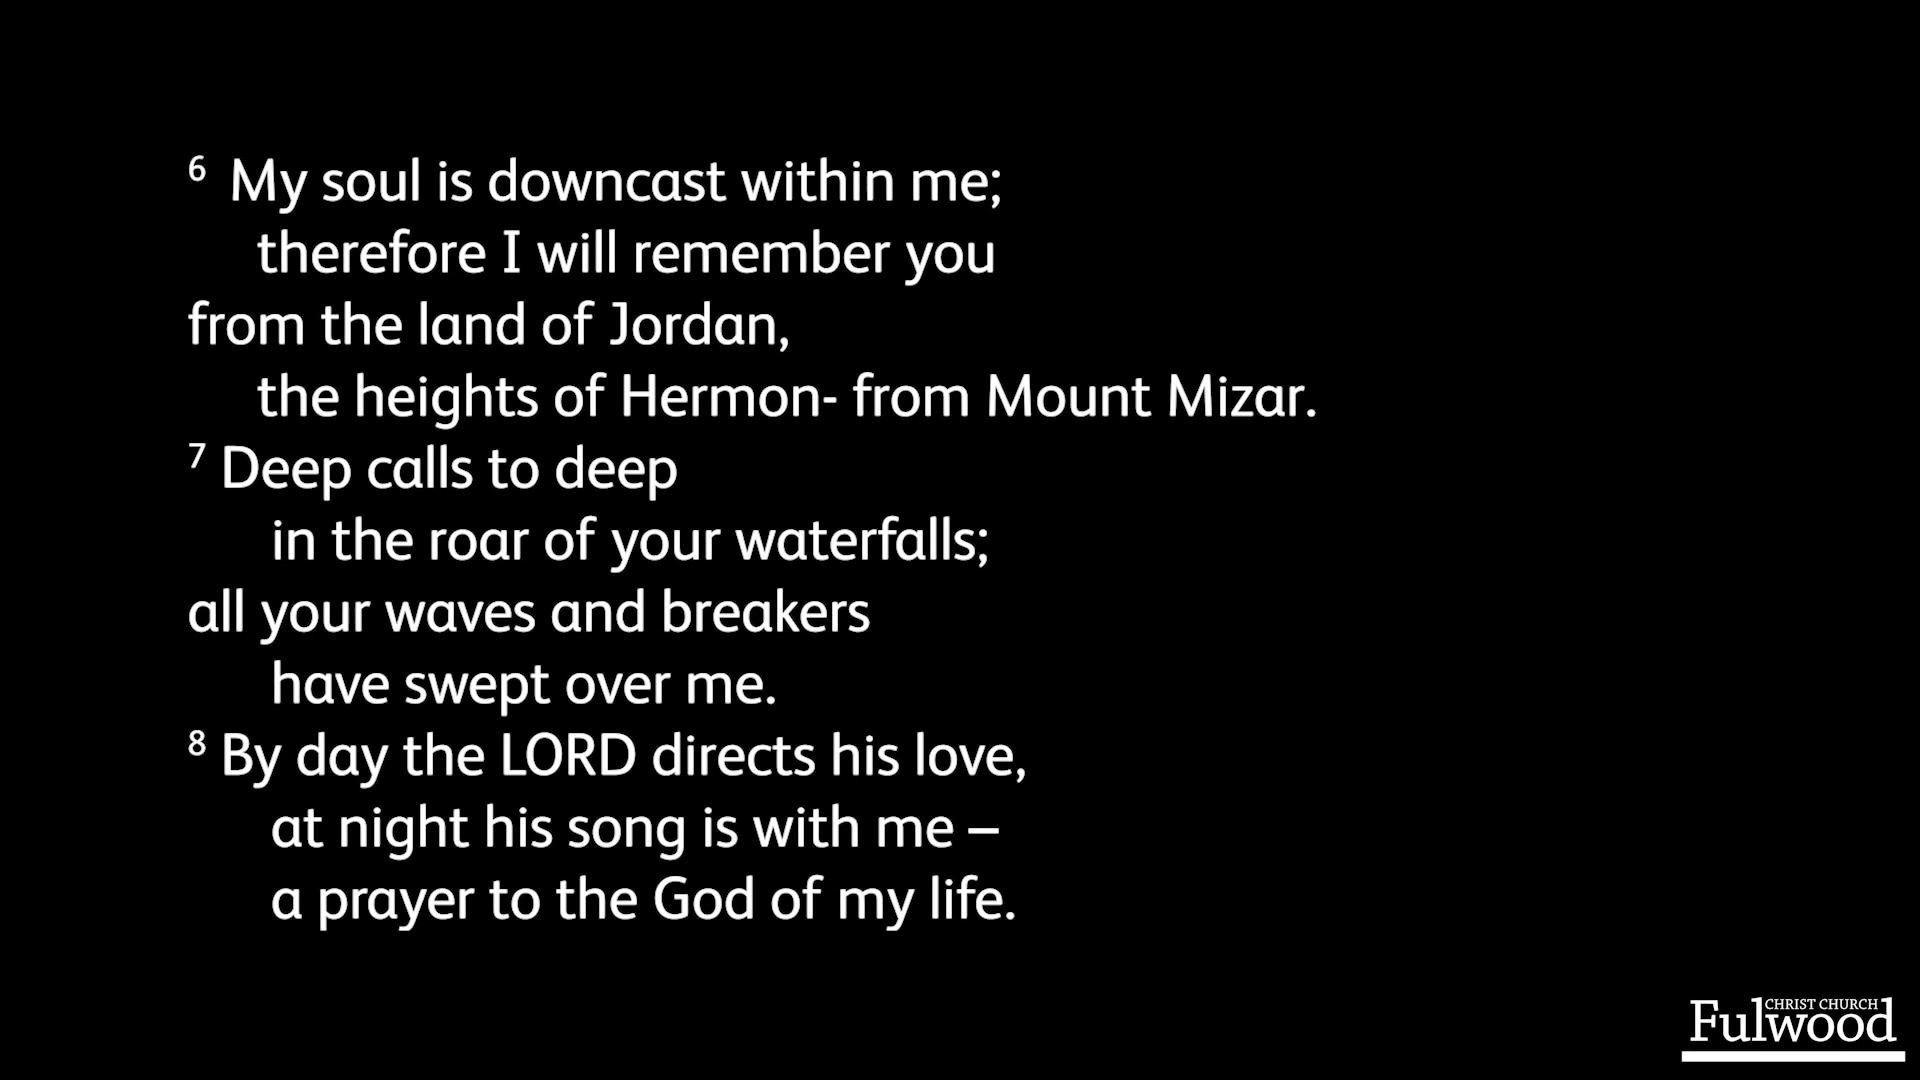 6 My soul is downcast within me;
therefore I will remember you
from the land of Jordan,
the heights of Hermon- from Mount Mizar.
7 Deep calls to deep
in the roar of your waterfalls;
all your waves and breakers
have swept over me.
8 By day the LORD directs his love,
at night his song is with me –
a prayer to the God of my life.
CHRIST CHURCH
Fulwood